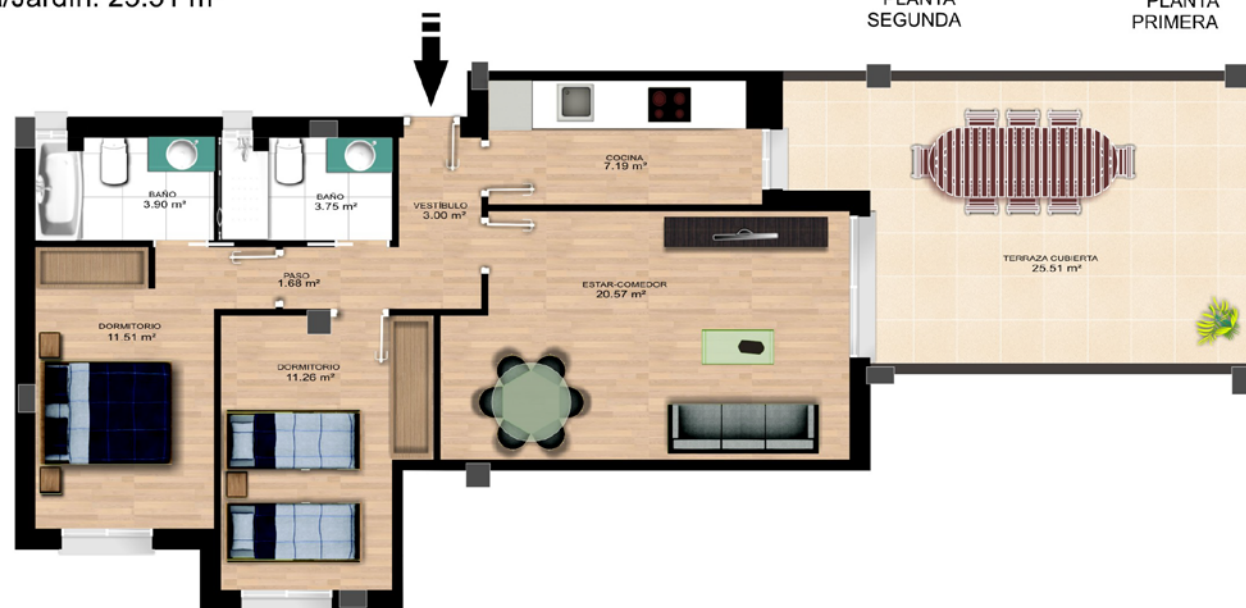 /Jardín: 25.51 m
PLANTA
SEGUNDA
PLANTA
PRIMERA
COCINA
7.19 m²
BAÑO
3.90 m²
BAÑO
3.75 m²
VESTÍBULO
3.00 m²
TERRAZA CUBIERTA
25.51 m²
PASO
1.68 m²
ESTAR-COMEDOR
20.57 m²
DORMITORIO
11.51 m²
DORMITORIO
11.26 m²